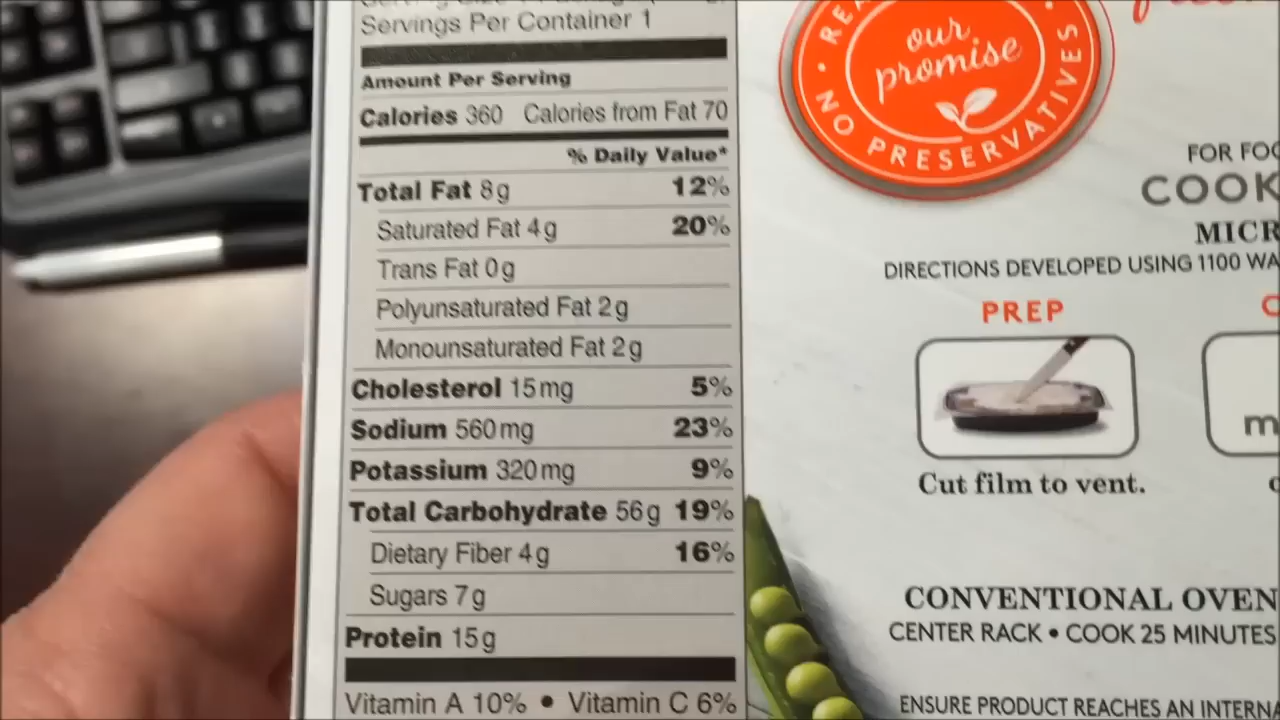 Servings Per Container 1
Amount Per Serving
Calories 360 Calories from Fat 70
% Daily Value*
Total Fat 8g 12%
Saturated Fat 4g 20%
Trans Fat 0g
Polyunsaturated Fat 2g
Monounsaturated Fat 2g
Cholesterol 15mg 5%
Sodium 560mg 23%
Potassium 320mg 9%
Total Carbohydrate 56g 19%
Dietary Fiber 4g 16%
Sugars 7g
Protein 15g
Vitamin A 10% • Vitamin C 6%
our
promise
• NO PRESERVATIVES •
FOR
COOK
DIRECTIONS DEVELOPED USING 1100
PREP
Cut film to vent.
CONVENTIONAL OVEN
CENTER RACK • COOK 25 MINUTES
ENSURE PRODUCT REACHES AN